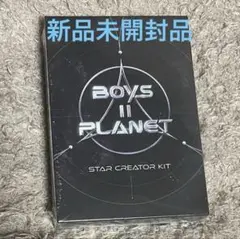 新品未開封品
BOYS
II
PLANET
STAR CREATOR KIT